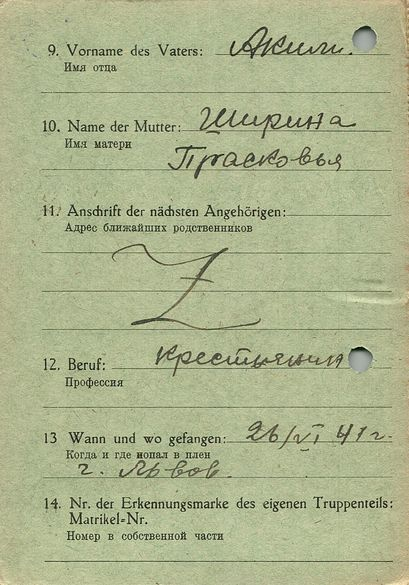 9. Vorname des Vaters: Аким.
Имя отца
10. Name der Mutter: Ширина
Имя матери
Прасковья
11. Anschrift der nächsten Angehörigen:
Адрес ближайших родственников
Z
12. Beruf: крестьянин
Профессия
13 Wann und wo gefangen: 26/VI 41 г.
Когда и где попал в плен
г. Львов.
14. Nr. der Erkennungsmarke des eigenen Truppenteils:
Matrikel=Nr.
Номер в собственной части